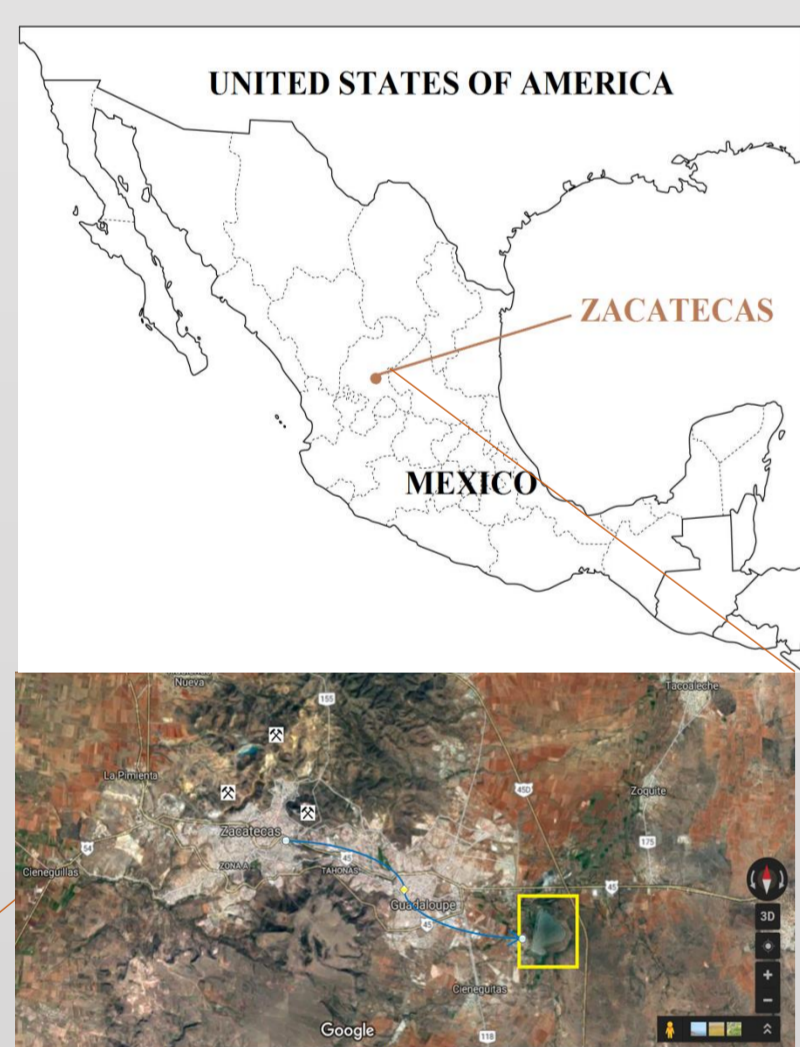 UNITED STATES OF AMERICA
ZACATECAS
MEXICO
Nueva
155
Tacoaleche
La Pimienta
45D
Zoquite
Zacatecas
54
175
45
Cieneguillas
ZONA A
TAHONAS
45
Guadaloupe
45
3D
Cieneguitas
Google
118